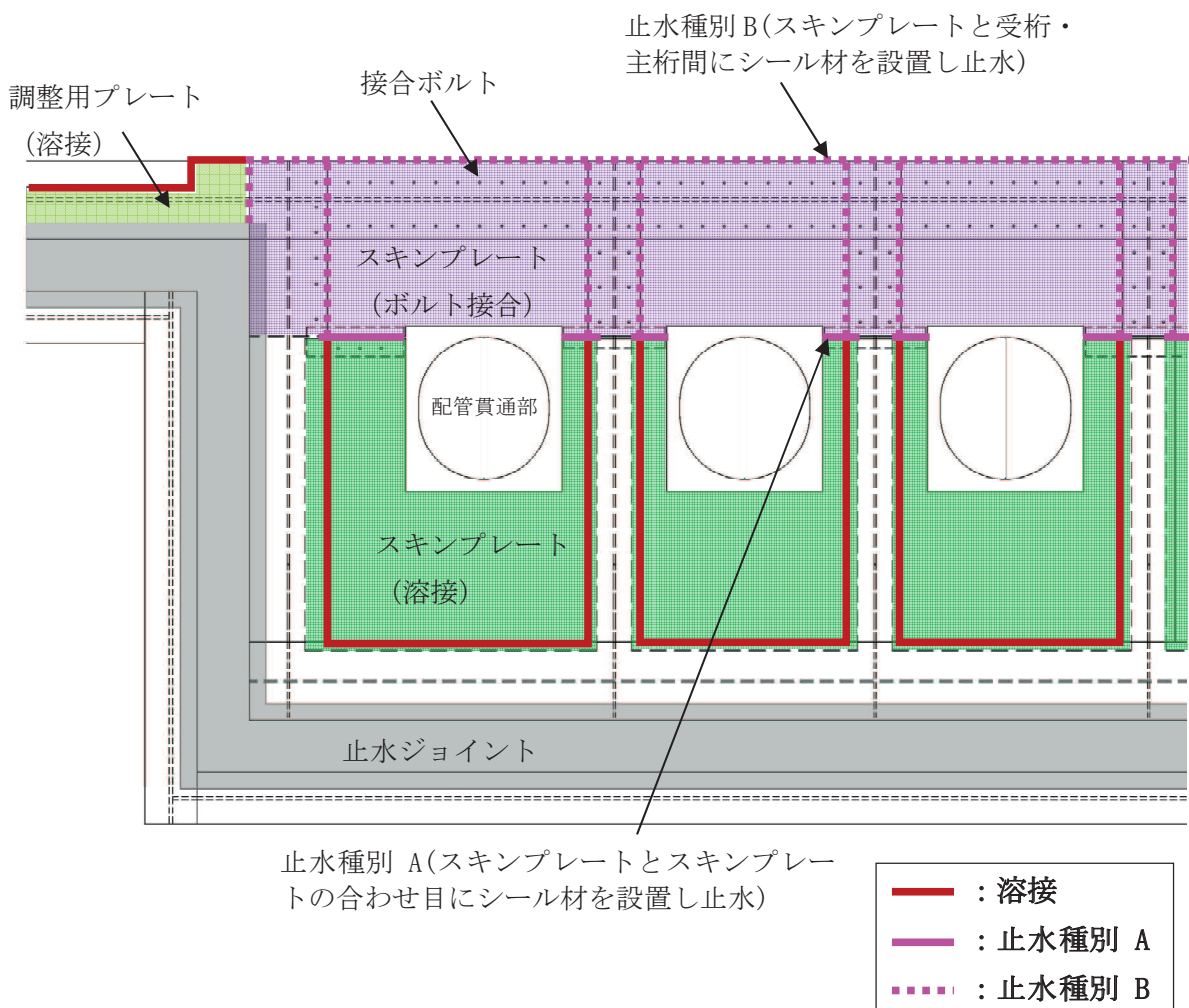 止水種別 B(スキンプレートと受桁・
主桁間にシール材を設置し止水)
接合ボルト
調整用プレート
(溶接)
スキンプレート
(ボルト接合)
配管貫通部
スキンプレート
(溶接)
止水ジョイント
止水種別 A(スキンプレートとスキンプレー
トの合わせ目にシール材を設置し止水)
：溶接
：止水種別 A
：止水種別 B